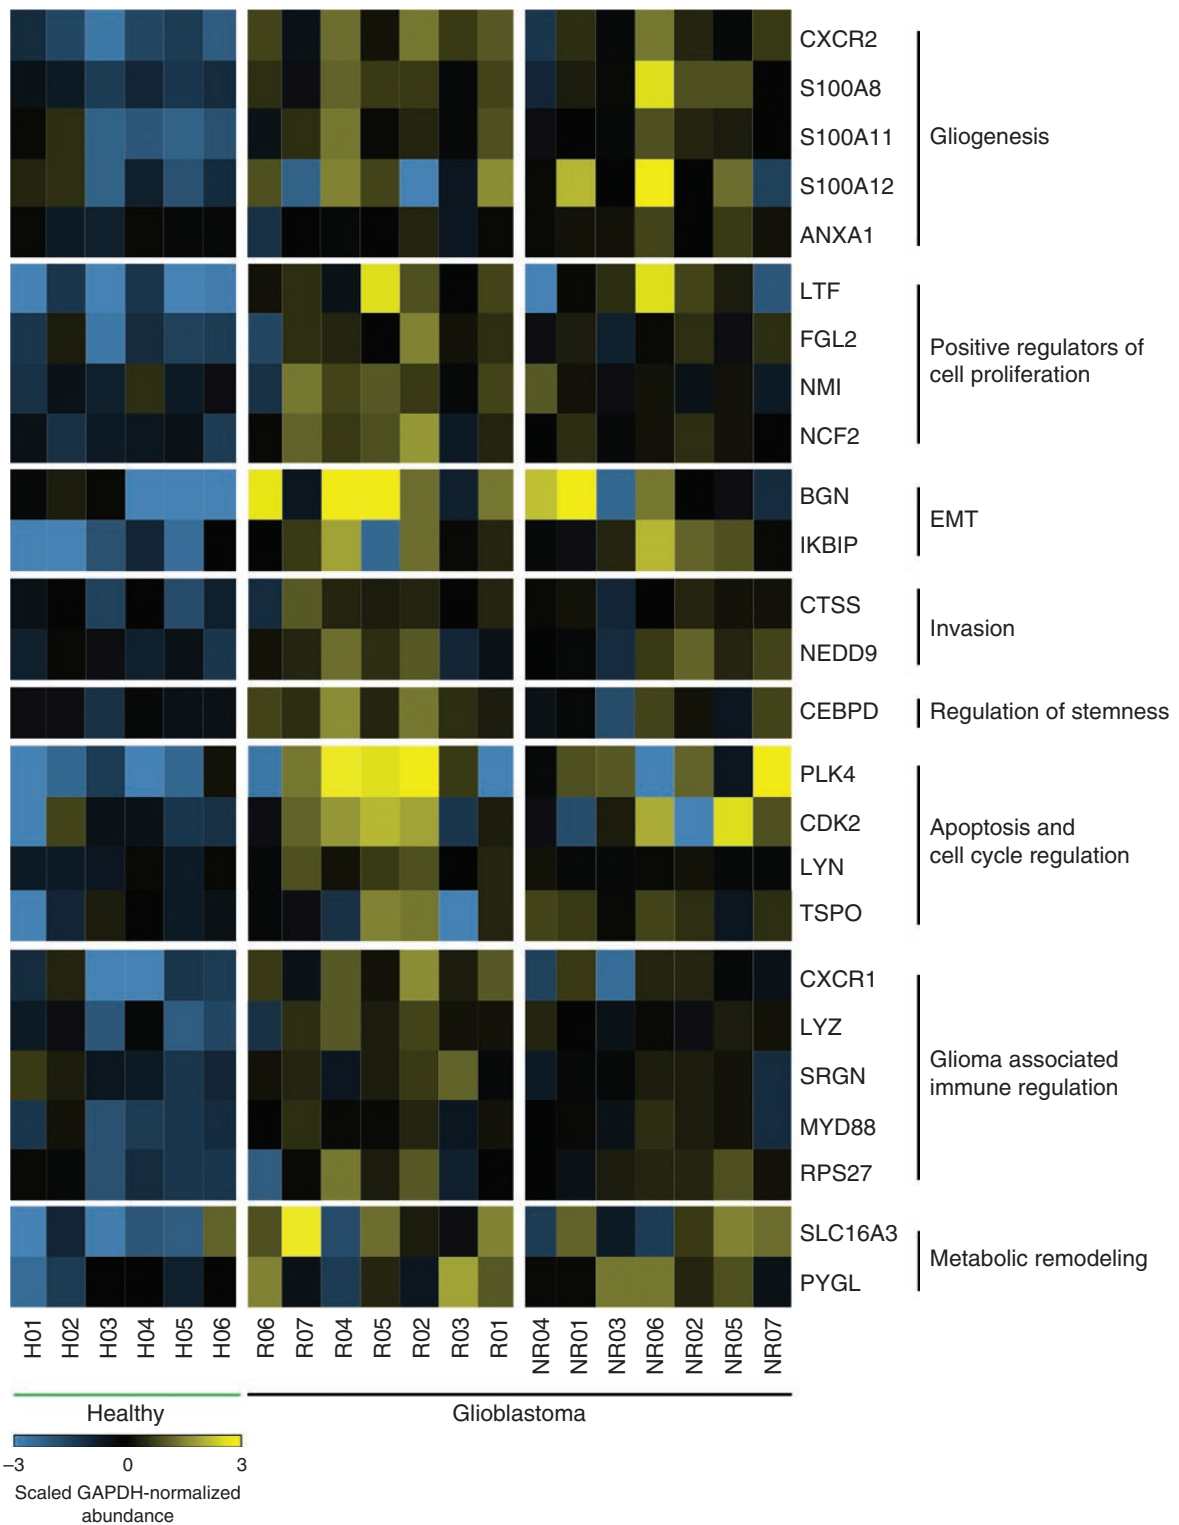 CXCR2
S100A8
S100A11
S100A12
ANXA1
Gliogenesis
LTF
FGL2
NMI
NCF2
Positive regulators of
cell proliferation
BGN
IKBIP
EMT
CTSS
NEDD9
Invasion
CEBPD
Regulation of stemness
PLK4
CDK2
LYN
TSPO
Apoptosis and
cell cycle regulation
CXCR1
LYZ
SRGN
MYD88
RPS27
Glioma associated
immune regulation
SLC16A3
PYGL
Metabolic remodeling
H01 H02 H03 H04 H05 H06 R06 R07 R04 R05 R02 R03 R01 NR04 NR01 NR03 NR06 NR02 NR05 NR07
Healthy Glioblastoma
–3 0 3
Scaled GAPDH-normalized
abundance